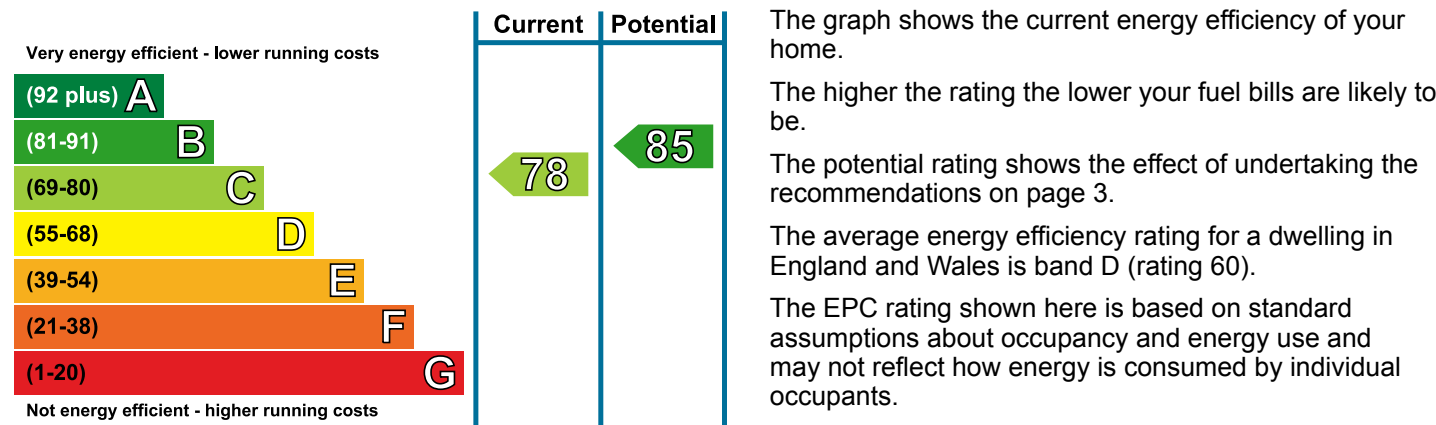 Current Potential
Very energy efficient - lower running costs
(92 plus) A
(81-91) B
(69-80) C
(55-68) D
(39-54) E
(21-38) F
(1-20) G
Not energy efficient - higher running costs
78
85
The graph shows the current energy efficiency of your
home.
The higher the rating the lower your fuel bills are likely to
be.
The potential rating shows the effect of undertaking the
recommendations on page 3.
The average energy efficiency rating for a dwelling in
England and Wales is band D (rating 60).
The EPC rating shown here is based on standard
assumptions about occupancy and energy use and
may not reflect how energy is consumed by individual
occupants.